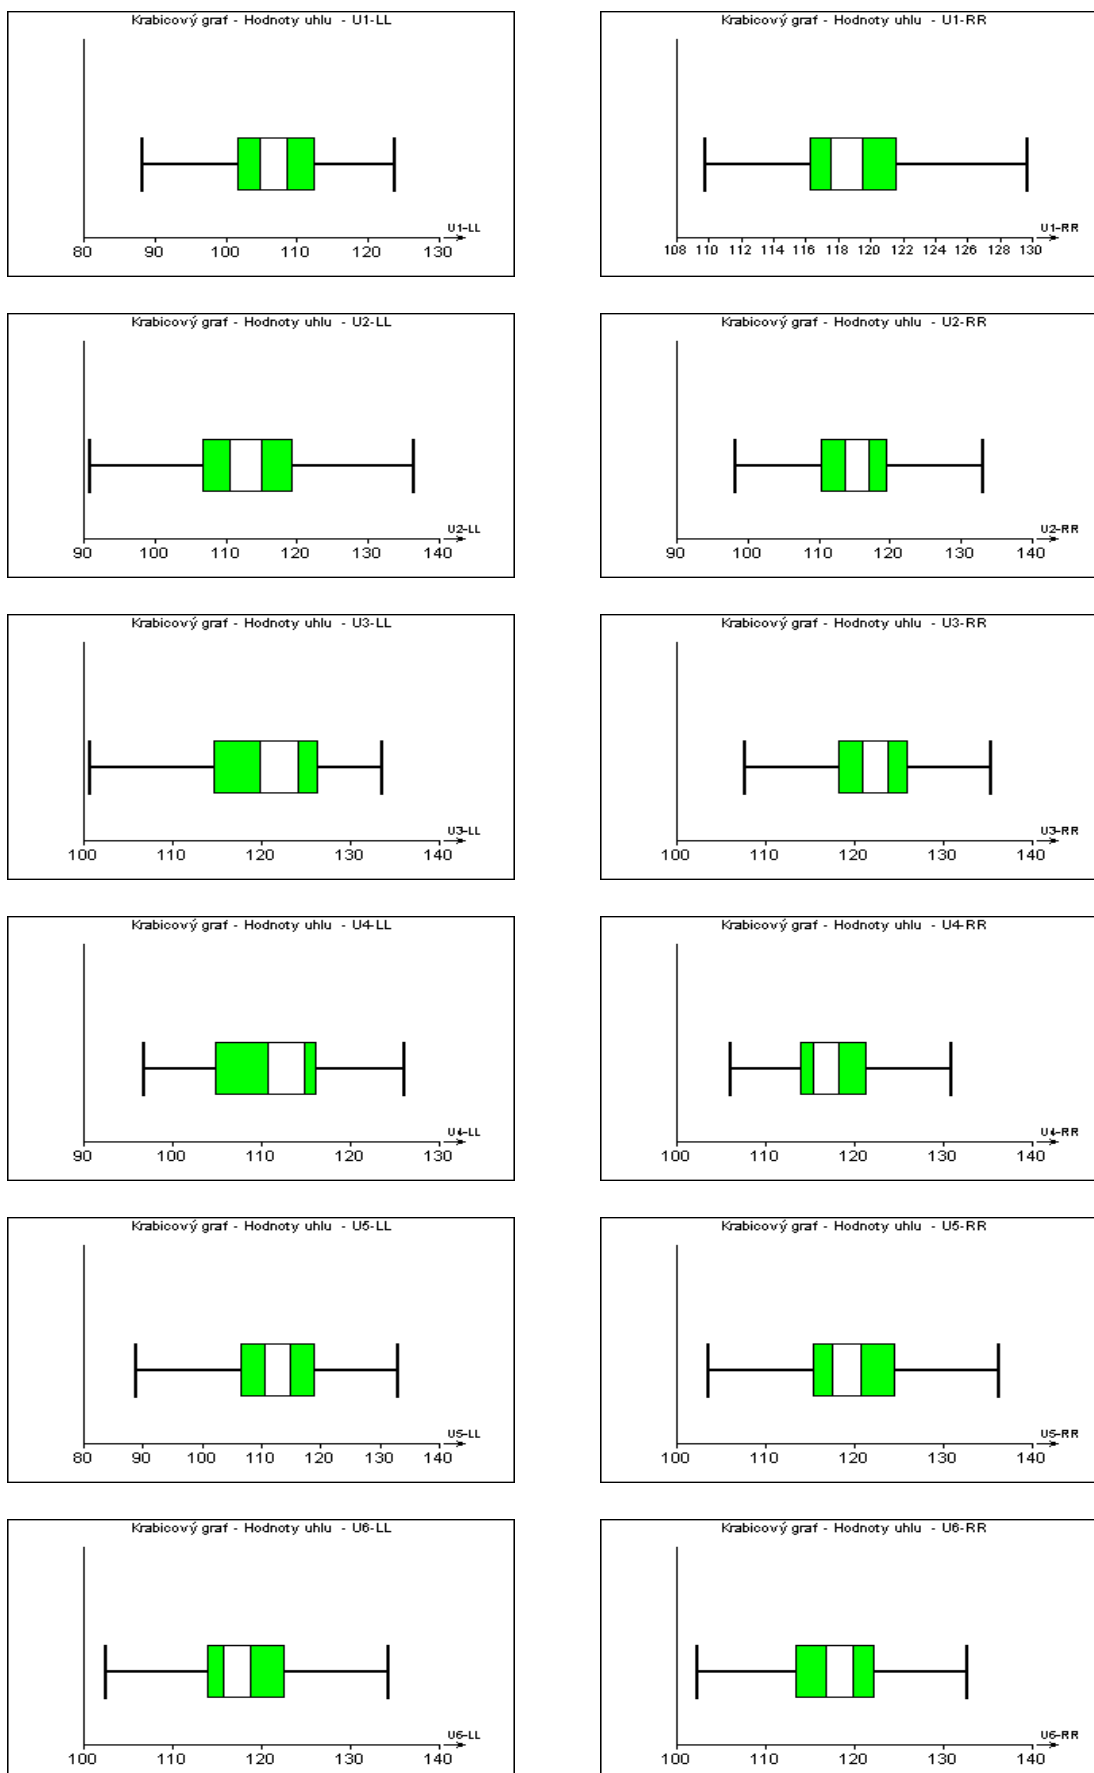 Krabicový graf - Hodnoty uhlu - U1-LL
U1-LL
80 90 100 110 120 130
Krabicový graf - Hodnoty uhlu - U1-RR
U1-RR
108 110 112 114 116 118 120 122 124 126 128 130
Krabicový graf - Hodnoty uhlu - U2-LL
U2-LL
90 100 110 120 130 140
Krabicový graf - Hodnoty uhlu - U2-RR
U2-RR
90 100 110 120 130 140
Krabicový graf - Hodnoty uhlu - U3-LL
U3-LL
100 110 120 130 140
Krabicový graf - Hodnoty uhlu - U3-RR
U3-RR
100 110 120 130 140
Krabicový graf - Hodnoty uhlu - U4-LL
U4-LL
90 100 110 120 130
Krabicový graf - Hodnoty uhlu - U4-RR
U4-RR
100 110 120 130 140
Krabicový graf - Hodnoty uhlu - U5-LL
U5-LL
80 90 100 110 120 130 140
Krabicový graf - Hodnoty uhlu - U5-RR
U5-RR
100 110 120 130 140
Krabicový graf - Hodnoty uhlu - U6-LL
U6-LL
100 110 120 130 140
Krabicový graf - Hodnoty uhlu - U6-RR
U6-RR
100 110 120 130 140